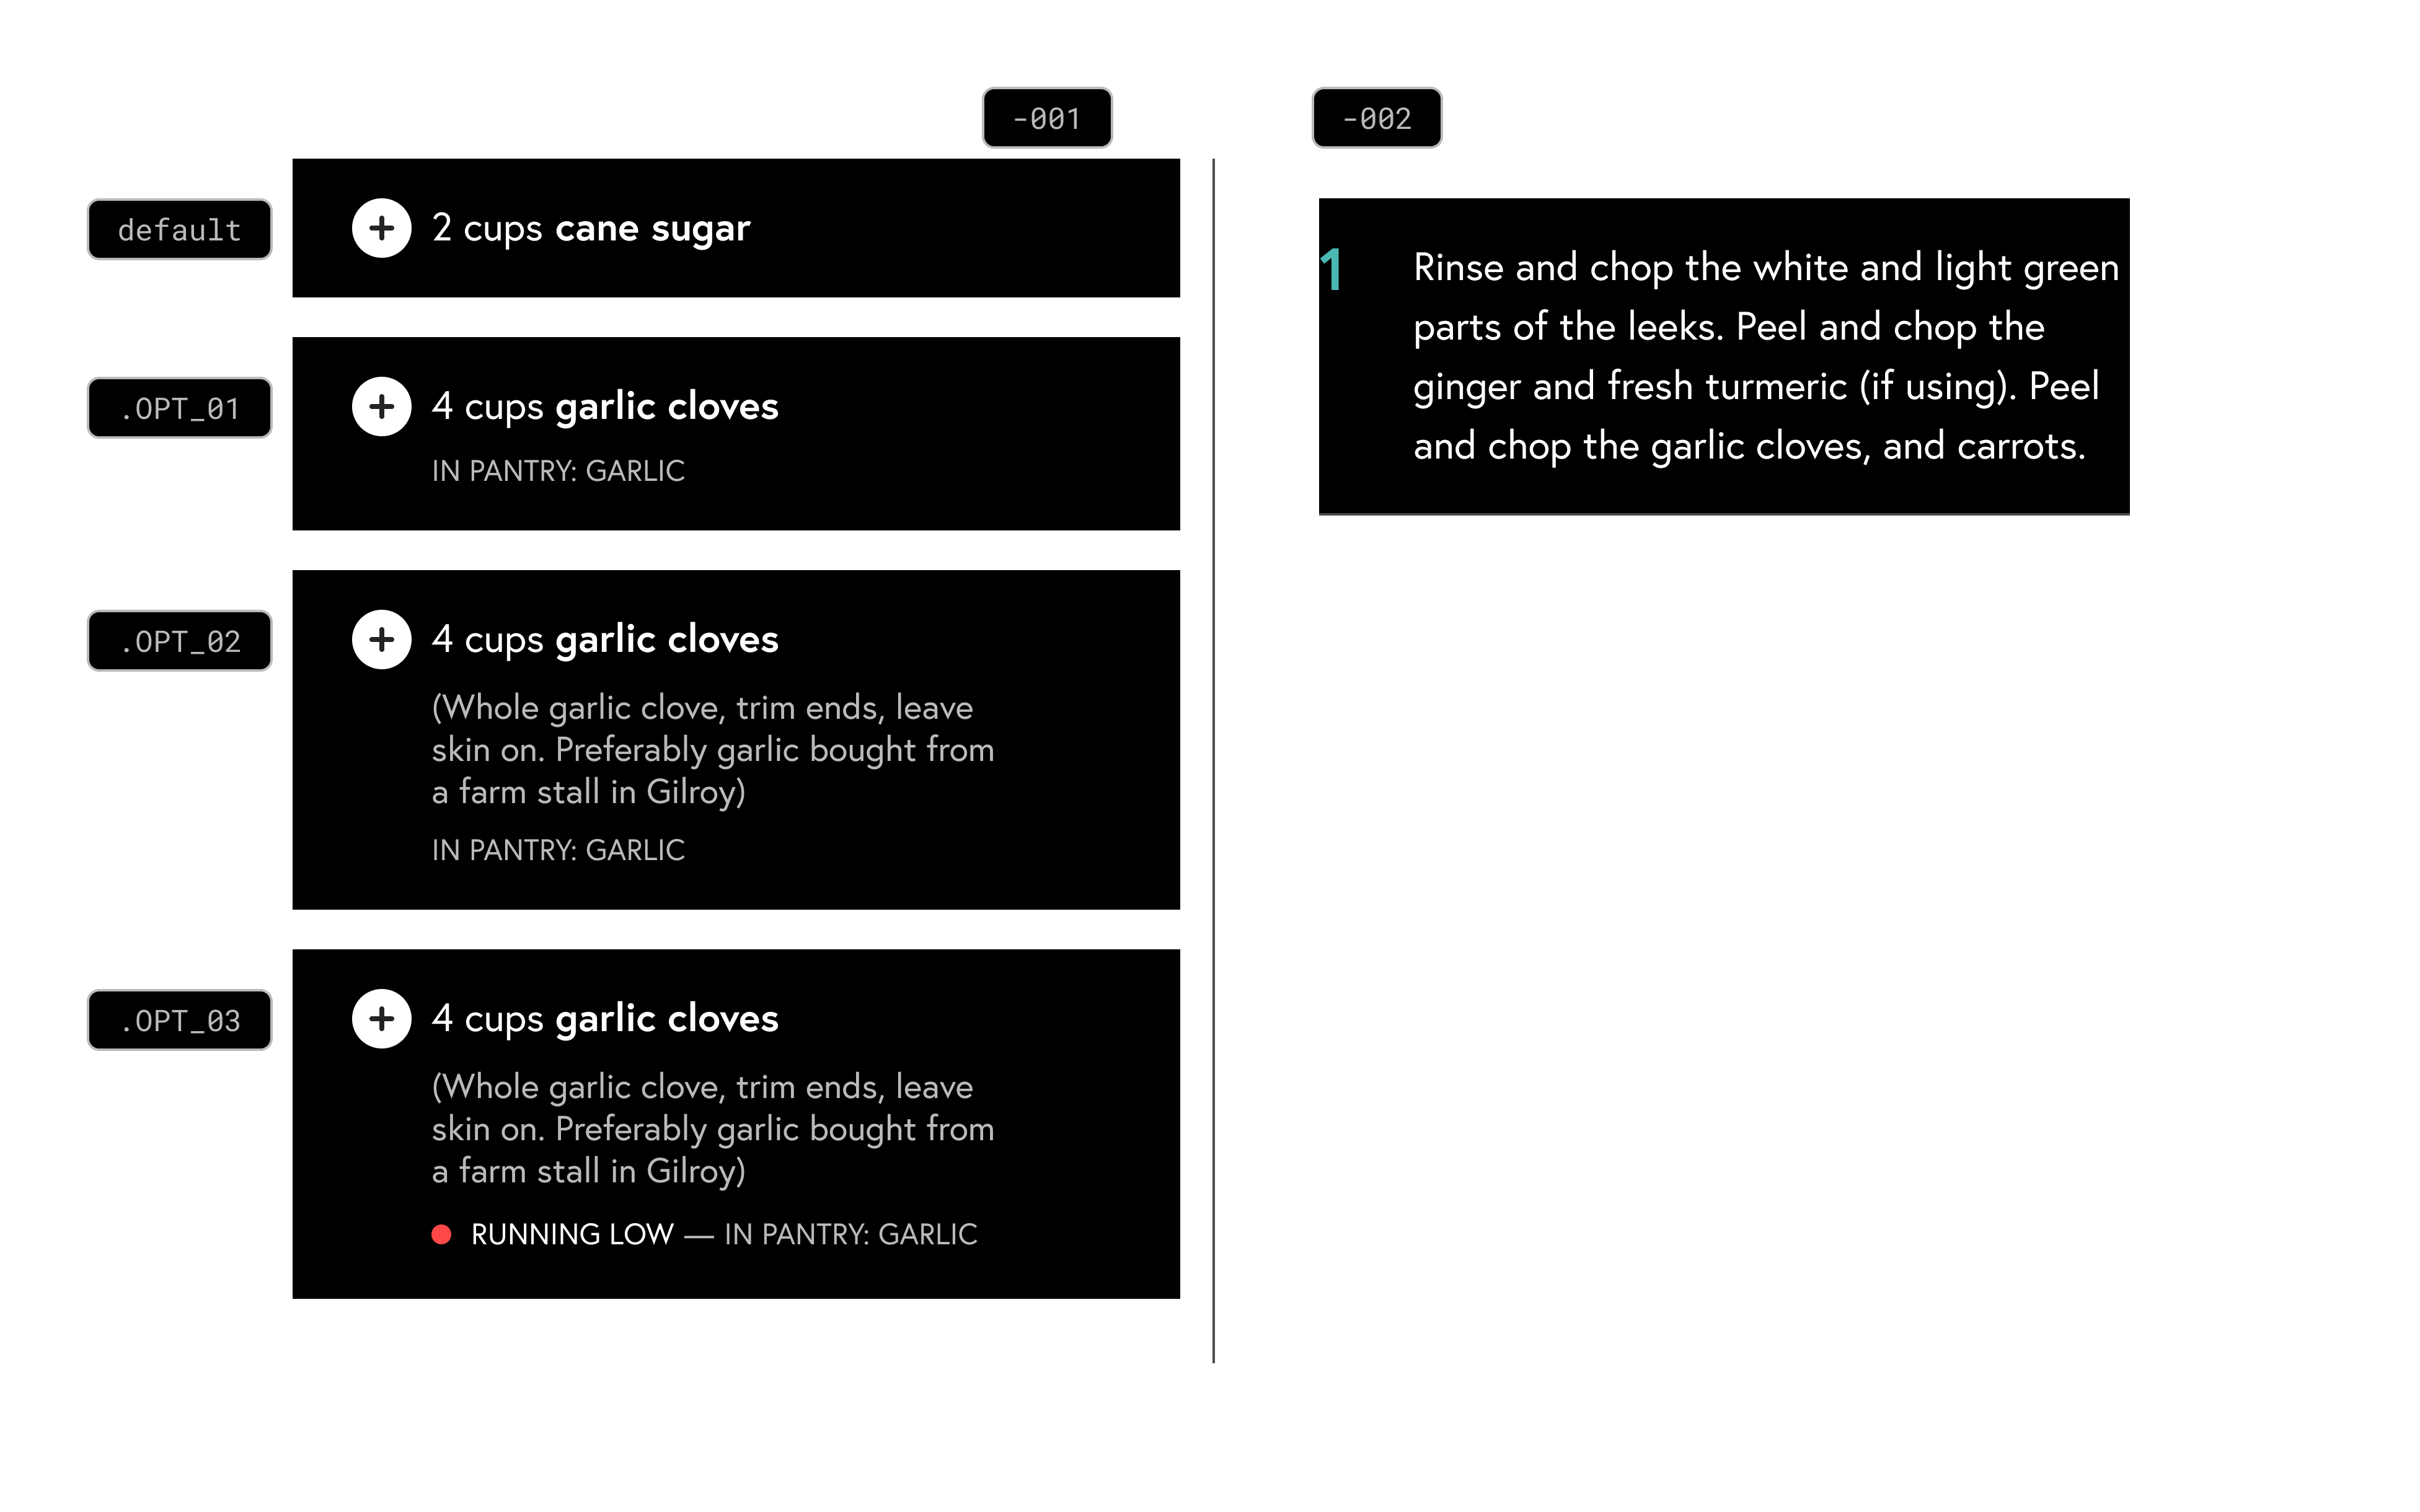 -001
default
2 cups cane sugar
.OPT_01
4 cups garlic cloves
IN PANTRY: GARLIC
.OPT_02
4 cups garlic cloves
(Whole garlic clove, trim ends, leave
skin on. Preferably garlic bought from
a farm stall in Gilroy)
IN PANTRY: GARLIC
.OPT_03
4 cups garlic cloves
(Whole garlic clove, trim ends, leave
skin on. Preferably garlic bought from
a farm stall in Gilroy)
RUNNING LOW — IN PANTRY: GARLIC
-002
1 Rinse and chop the white and light green
parts of the leeks. Peel and chop the
ginger and fresh turmeric (if using). Peel
and chop the garlic cloves, and carrots.